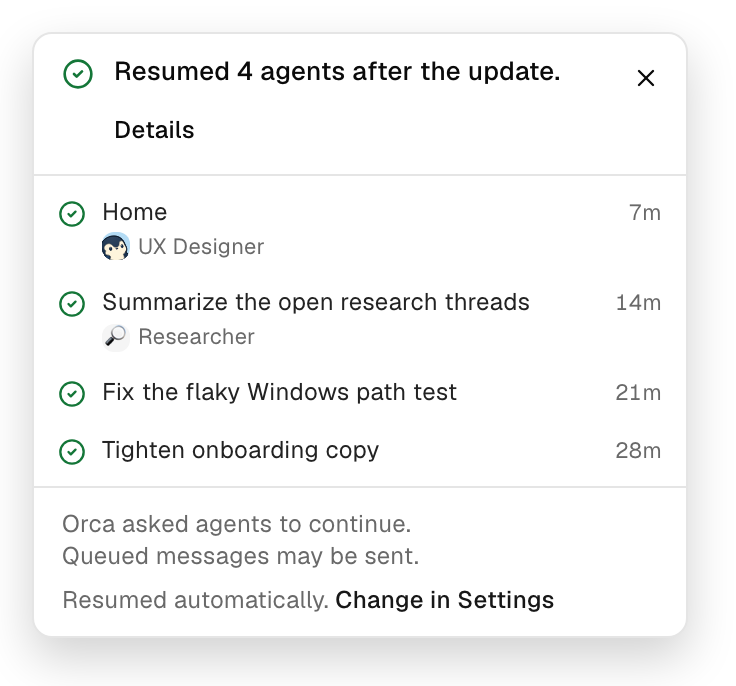 Resumed 4 agents after the update.
Details
Home 7m
UX Designer
Summarize the open research threads 14m
Researcher
Fix the flaky Windows path test 21m
Tighten onboarding copy 28m
Orca asked agents to continue.
Queued messages may be sent.
Resumed automatically. Change in Settings